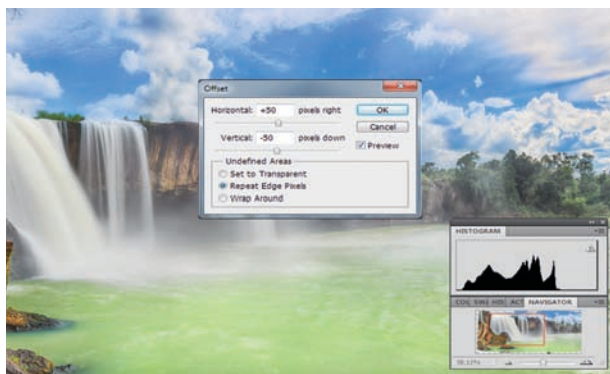 Offset
Horizontal: +50 pixels right
OK
Cancel
Vertical: -50 pixels down
Preview
Undefined Areas
Set to Transparent
Repeat Edge Pixels
Wrap Around
HISTOGRAM
ACT NAVIGATOR